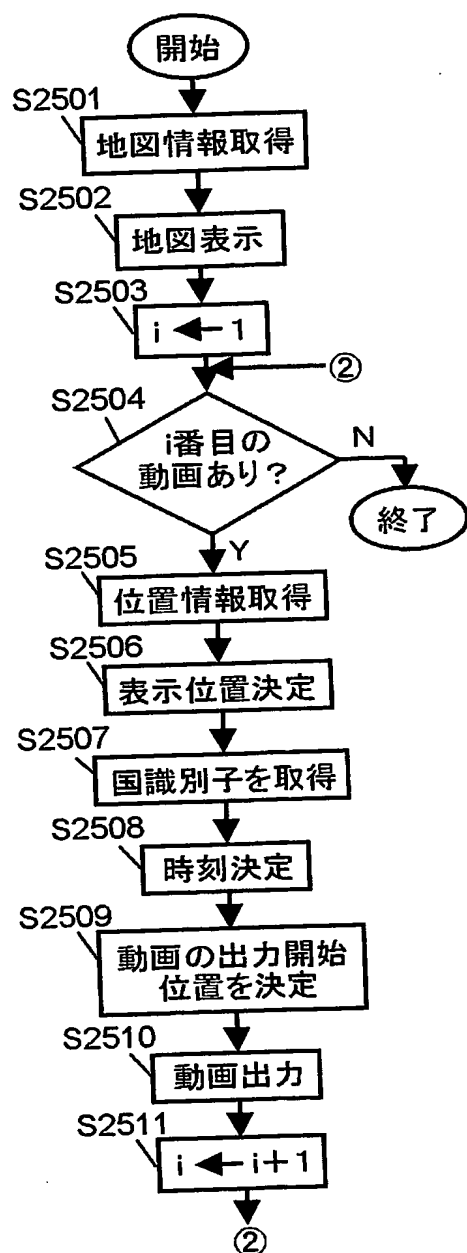 開始
S2501
地図情報取得
S2502
地図表示
S2503
i ← 1
②
S2504
i番目の
動画あり？
N
終了
Y
S2505
位置情報取得
S2506
表示位置決定
S2507
国識別子を取得
S2508
時刻決定
S2509
動画の出力開始
位置を決定
S2510
動画出力
S2511
i ← i+1
②